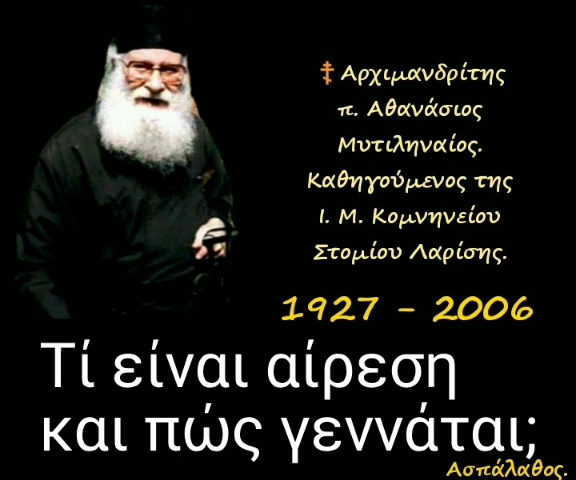 ☦ Αρχιμανδρίτης
π. Αθανάσιος
Μυτιληναίος.
Καθηγούμενος της
Ι. Μ. Κομνηνείου
Στομίου Λαρίσης.
1927 - 2006
Τί είναι αίρεση
και πώς γεννάται;
Ασπάλαθος.